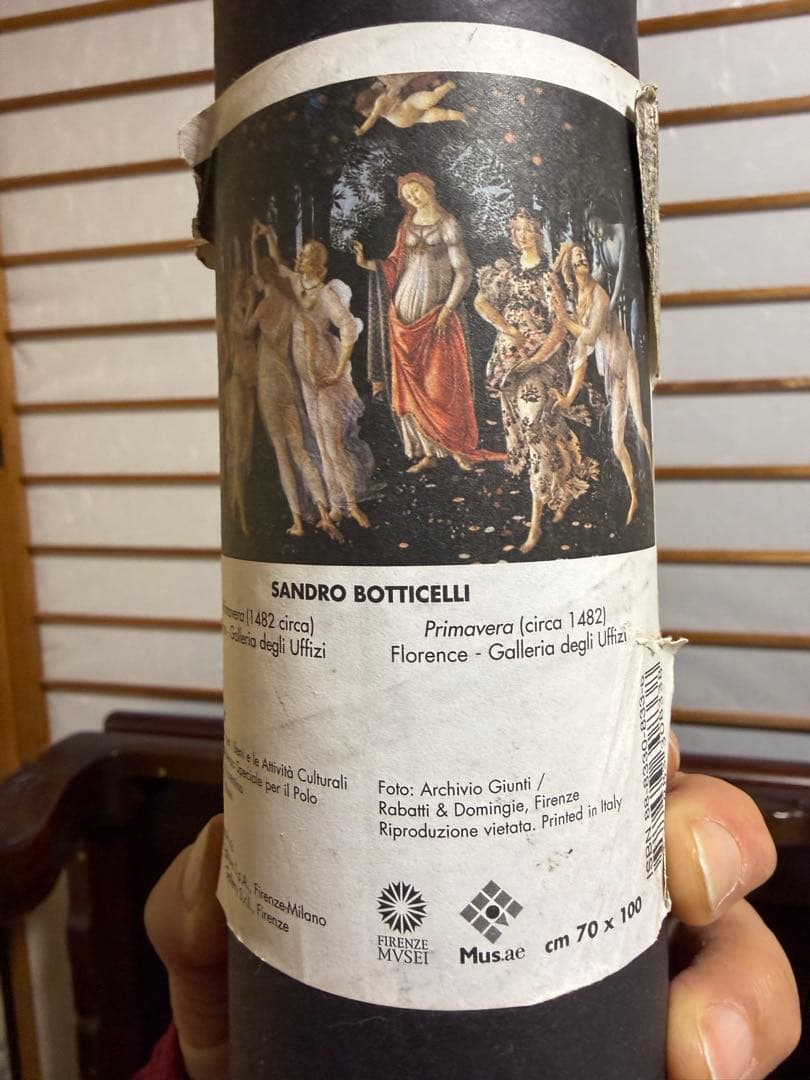 SANDRO BOTTICELLI
(1482 circa)
Galleria degli Uffizi
Primavera (circa 1482)
Florence - Galleria degli Uffizi
e le Attività Culturali
Speciale per il Polo
Foto: Archivio Giunti /
Rabatti & Domingie, Firenze
Riproduzione vietata. Printed in Italy
Firenze-Milano
Firenze
FIRENZE
MVSEI
Mus.ae
cm 70 x 100
ISBN